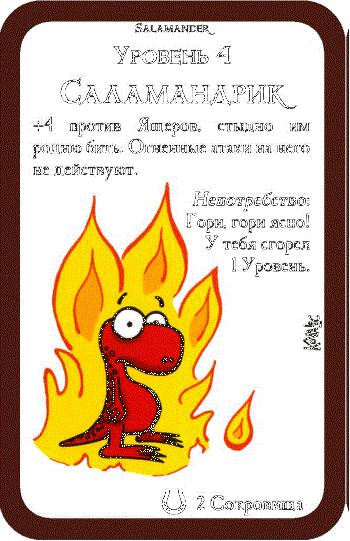 Salamander
Уровень 4
Саламандрик
+4 против Ящеров, стыдно им
родню бить. Огненные атаки на него
не действуют.
Непотребство:
Гори, гори ясно!
У тебя сгорел
1 Уровень.
2 Сокровища